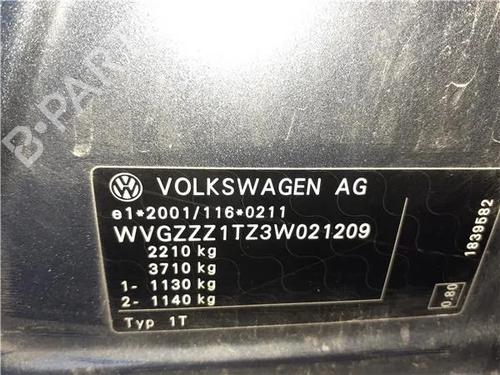 B-PARTS
VOLKSWAGEN AG
e1*2001/116*0211
WVGZZZ1TZ3W021209
2210 kg
3710 kg
1- 1130 kg
2- 1140 kg
Typ 1T
1839582
0.80